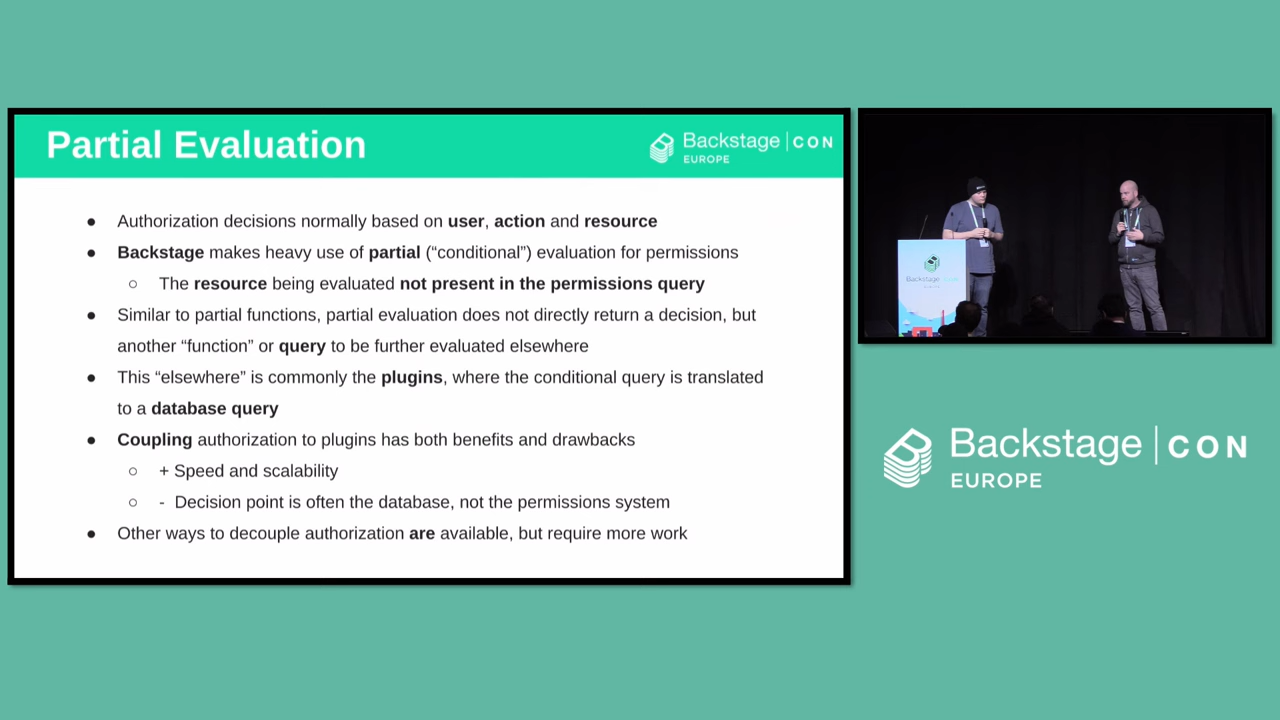 Partial Evaluation
Backstage | CON
EUROPE
● Authorization decisions normally based on user, action and resource
● Backstage makes heavy use of partial (“conditional”) evaluation for permissions
○ The resource being evaluated not present in the permissions query
● Similar to partial functions, partial evaluation does not directly return a decision, but
another “function” or query to be further evaluated elsewhere
● This “elsewhere” is commonly the plugins, where the conditional query is translated
to a database query
● Coupling authorization to plugins has both benefits and drawbacks
○ + Speed and scalability
○ - Decision point is often the database, not the permissions system
● Other ways to decouple authorization are available, but require more work
Backstage
Backstage | CON
EUROPE